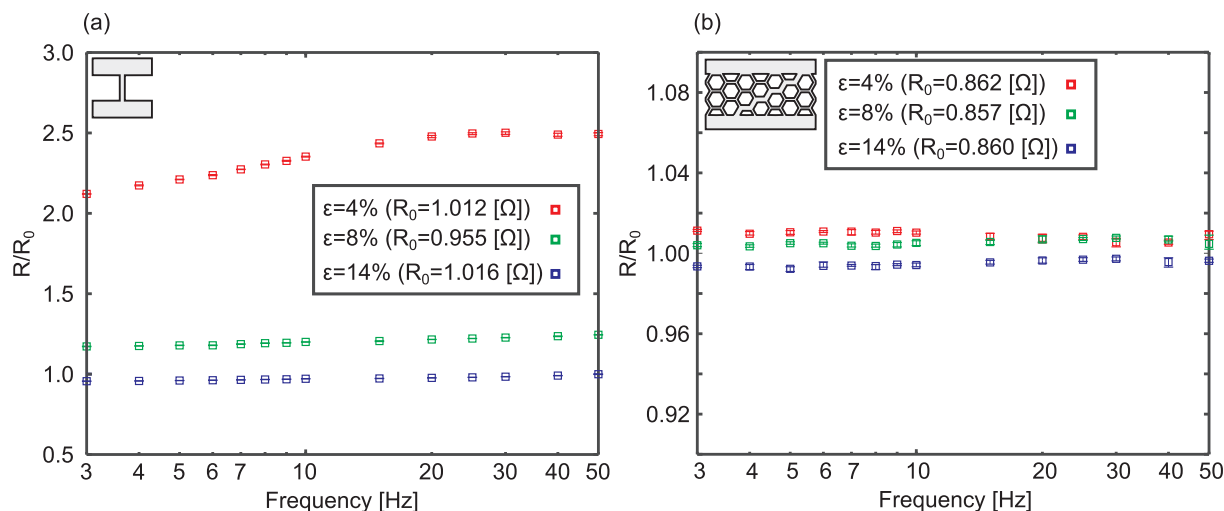 (a)
3.0
2.5
2.0
1.5
1.0
0.5
R/R0
ε=4% (R0=1.012 [Ω])
ε=8% (R0=0.955 [Ω])
ε=14% (R0=1.016 [Ω])
3 4 5 6 7 10 20 30 50
Frequency [Hz]
(b)
1.08
1.04
1.00
0.96
0.92
R/R0
ε=4% (R0=0.862 [Ω])
ε=8% (R0=0.857 [Ω])
ε=14% (R0=0.860 [Ω])
3 4 5 6 7 10 20 30 50
Frequency [Hz]